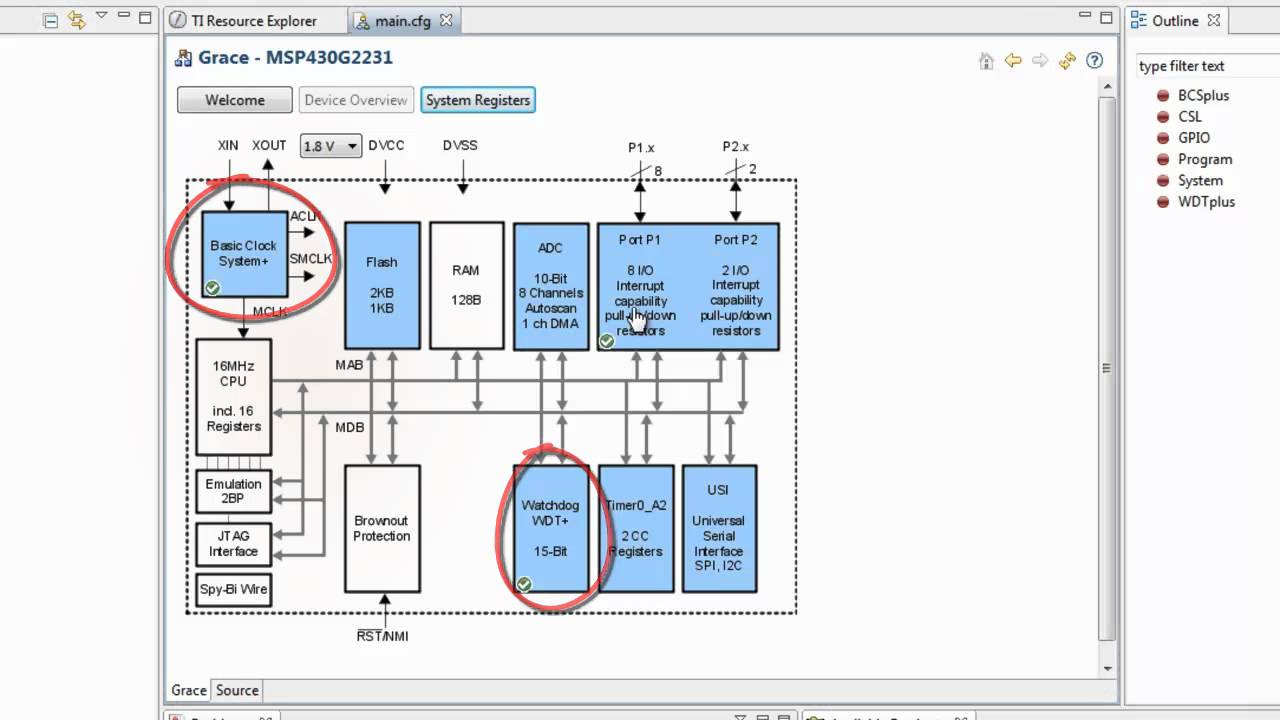 TI Resource Explorer
main.cfg
Outline
Grace - MSP430G2231
type filter text
Welcome
Device Overview
System Registers
BCSplus
CSL
GPIO
Program
System
WDTplus
XIN
XOUT
1.8 V
DVCC
DVSS
P1.x
P2.x
8
2
Basic Clock
System+
ACLK
SMCLK
MCLK
Flash
2KB
1KB
RAM
128B
ADC
10-Bit
8 Channels
Autoscan
1 ch DMA
Port P1
8 I/O
Interrupt
capability
pull-up/down
resistors
Port P2
2 I/O
Interrupt
capability
pull-up/down
resistors
16MHz
CPU
incl. 16
Registers
MAB
MDB
Emulation
2BP
JTAG
Interface
Spy-Bi Wire
Brownout
Protection
RST/NMI
Watchdog
WDT+
15-Bit
Timer0_A2
2 CC
Registers
USI
Universal
Serial
Interface
SPI, I2C
Grace
Source